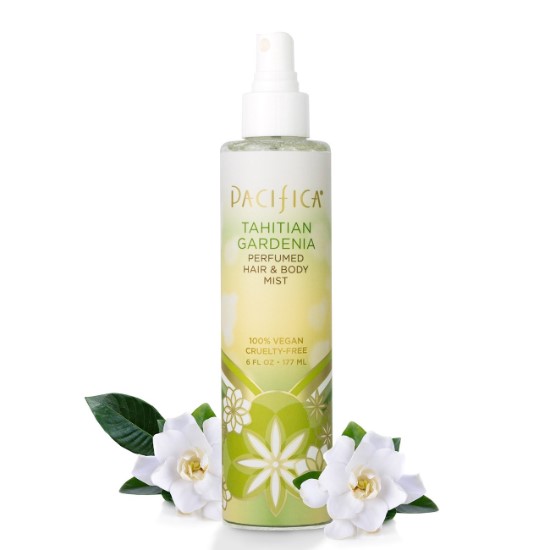 PACIFICA®
TAHITIAN
GARDENIA
PERFUMED
HAIR & BODY
MIST
100% VEGAN
CRUELTY-FREE
6 FL OZ - 177 ML